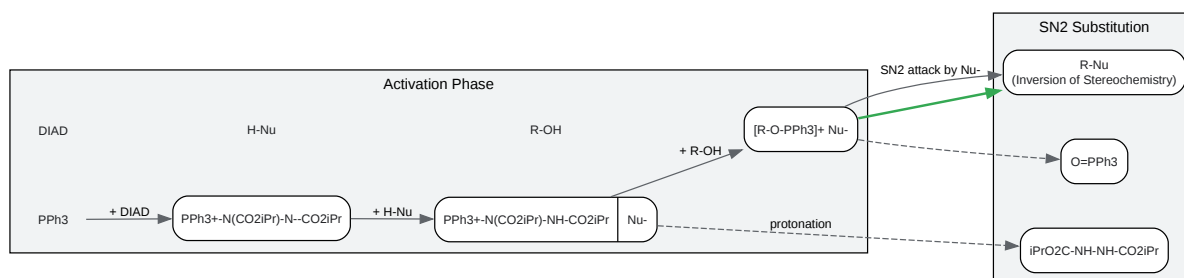 SN2 Substitution
Activation Phase
SN2 attack by Nu-
R-Nu
(Inversion of Stereochemistry)
DIAD
H-Nu
R-OH
[R-O-PPh3]+ Nu-
+ R-OH
O=PPh3
PPh3
+ DIAD
PPh3+-N(CO2iPr)-N--CO2iPr
+ H-Nu
PPh3+-N(CO2iPr)-NH-CO2iPr
Nu-
protonation
iPrO2C-NH-NH-CO2iPr